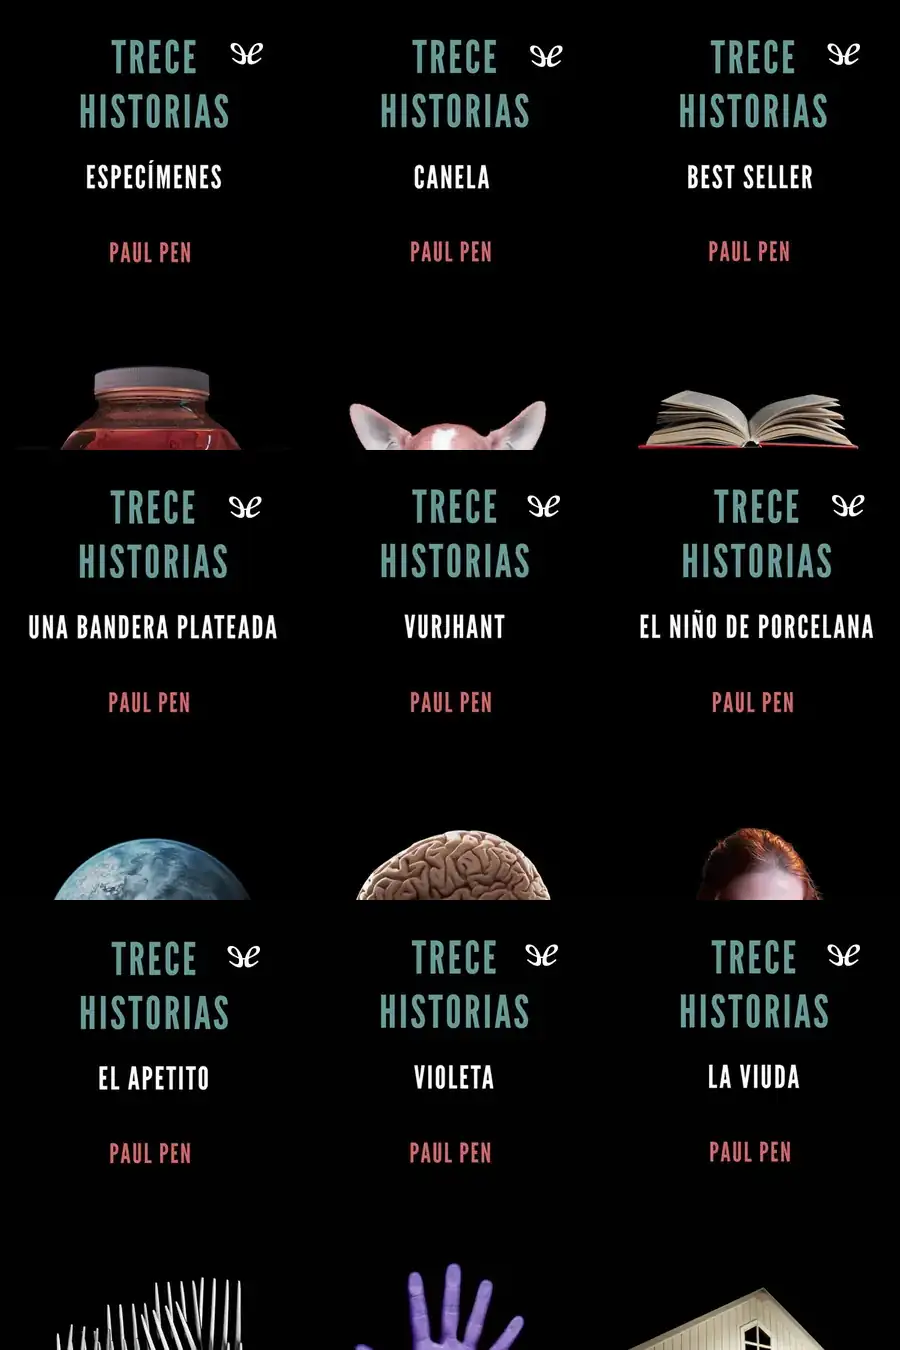 TRECE
HISTORIAS
ESPECÍMENES
PAUL PEN
TRECE
HISTORIAS
CANELA
PAUL PEN
TRECE
HISTORIAS
BEST SELLER
PAUL PEN
TRECE
HISTORIAS
UNA BANDERA PLATEADA
PAUL PEN
TRECE
HISTORIAS
VURJHANT
PAUL PEN
TRECE
HISTORIAS
EL NIÑO DE PORCELANA
PAUL PEN
TRECE
HISTORIAS
EL APETITO
PAUL PEN
TRECE
HISTORIAS
VIOLETA
PAUL PEN
TRECE
HISTORIAS
LA VIUDA
PAUL PEN